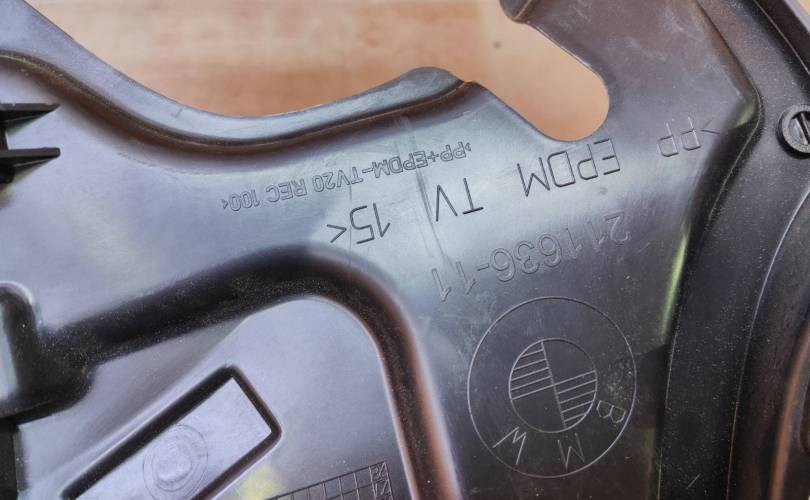 >PP+EPDM-TV20 REC 100<
>PP EPDM TV 15<
211636-11
BMW